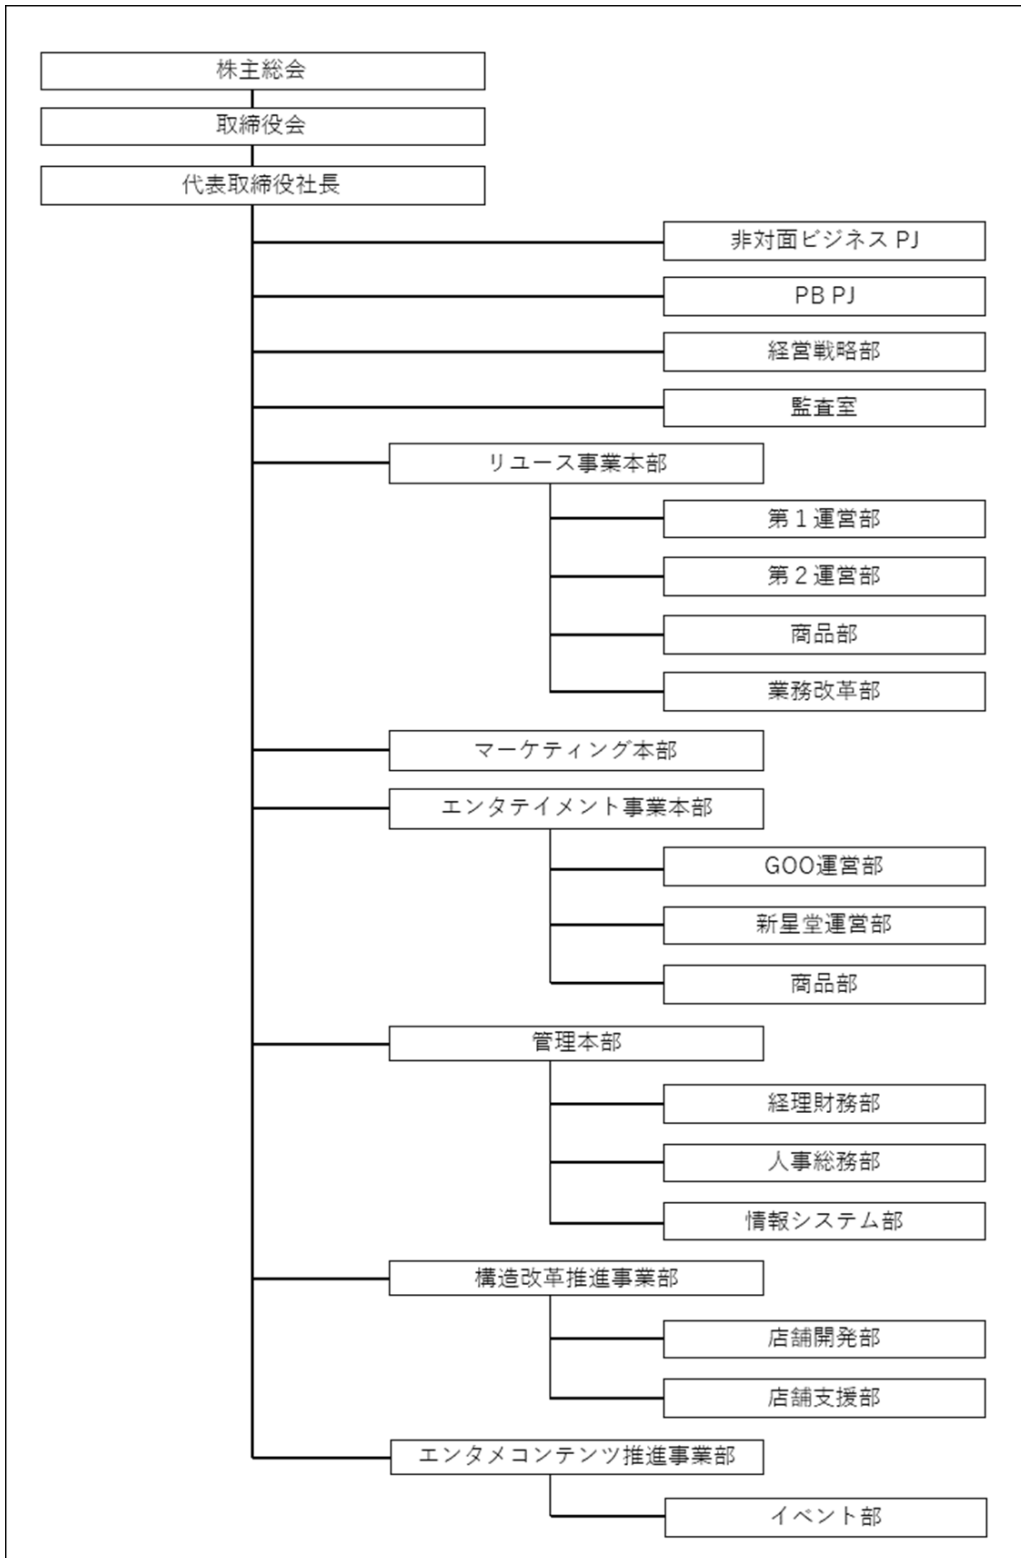 株主総会
取締役会
代表取締役社長
非対面ビジネス PJ
PB PJ
経営戦略部
監査室
リユース事業本部
第１運営部
第２運営部
商品部
業務改革部
マーケティング本部
エンタテイメント事業本部
GOO運営部
新星堂運営部
商品部
管理本部
経理財務部
人事総務部
情報システム部
構造改革推進事業部
店舗開発部
店舗支援部
エンタメコンテンツ推進事業部
イベント部